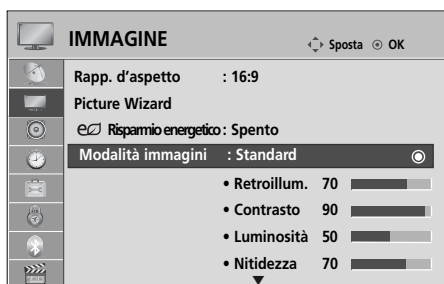 IMMAGINE
Sposta OK
Rapp. d'aspetto : 16:9
Picture Wizard
Risparmio energetico : Spento
Modalità immagini : Standard
• Retroillum. 70
• Contrasto 90
• Luminosità 50
• Nitidezza 70